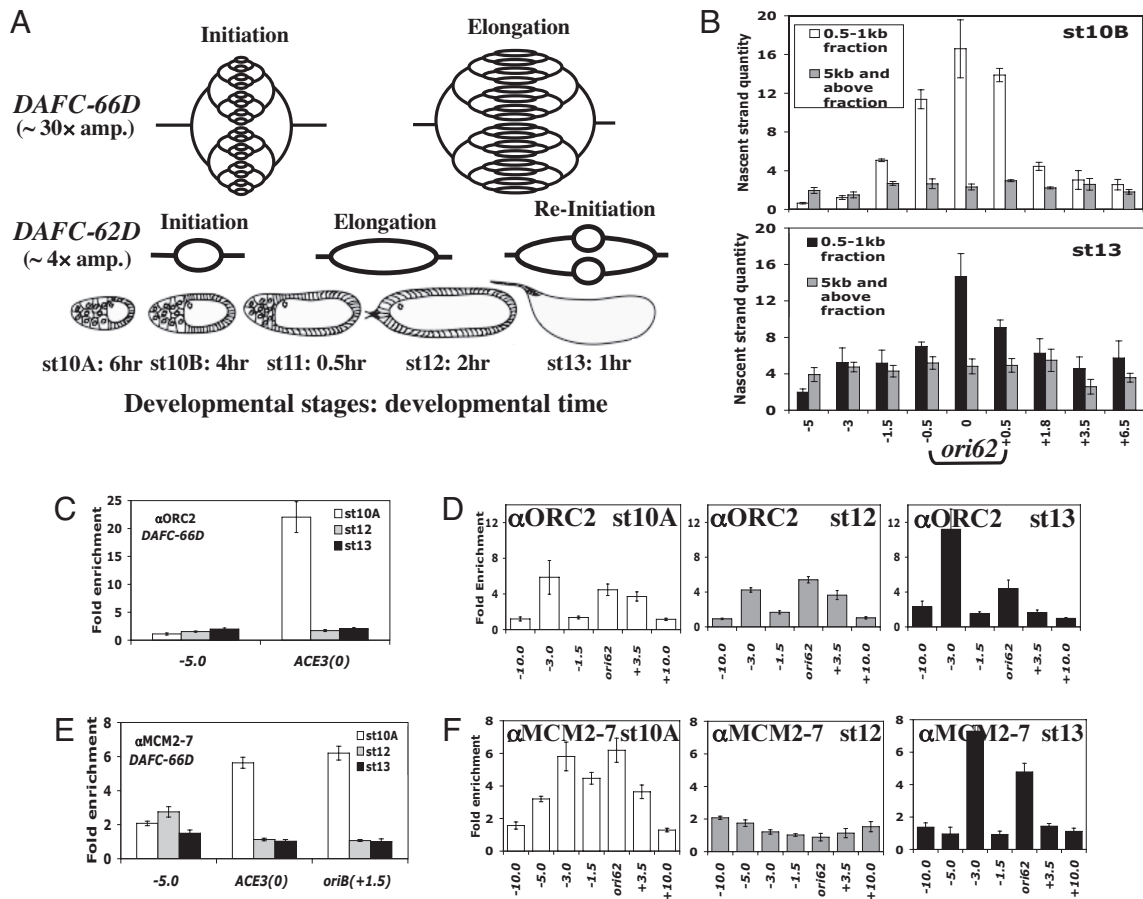 A
Initiation
Elongation
DAFC-66D
(~ 30× amp.)
Initiation
Elongation
Re-Initiation
DAFC-62D
(~ 4× amp.)
st10A: 6hr st10B: 4hr st11: 0.5hr st12: 2hr st13: 1hr
Developmental stages: developmental time
B
Nascent strand quantity
20
16
12
8
4
0
0.5-1kb
fraction
5kb and
above
fraction
st10B
Nascent strand quantity
20
16
12
8
4
0
0.5-1kb
fraction
5kb and
above
fraction
st13
-5 -3 -1.5 -0.5 0 +0.5 +1.8 +3.5 +6.5
ori62
C
Fold enrichment
25
20
15
10
5
0
αORC2
DAFC-66D
st10A
st12
st13
-5.0 ACE3(0)
D
Fold Enrichment
12
8
4
0
αORC2 st10A
-10.0 -3.0 -1.5 ori62 +3.5 +10.0
12
8
4
0
αORC2 st12
-10.0 -3.0 -1.5 ori62 +3.5 +10.0
12
8
4
0
αORC2 st13
-10.0 -3.0 -1.5 ori62 +3.5 +10.0
E
Fold enrichment
8
6
4
2
0
αMCM2-7
DAFC-66D
st10A
st12
st13
-5.0 ACE3(0) oriB(+1.5)
F
Fold enrichment
8
6
4
2
0
αMCM2-7 st10A
-10.0 -5.0 -3.0 -1.5 ori62 +3.5 +10.0
8
6
4
2
0
αMCM2-7 st12
-10.0 -5.0 -3.0 -1.5 ori62 +3.5 +10.0
8
6
4
2
0
αMCM2-7 st13
-10.0 -5.0 -3.0 -1.5 ori62 +3.5 +10.0